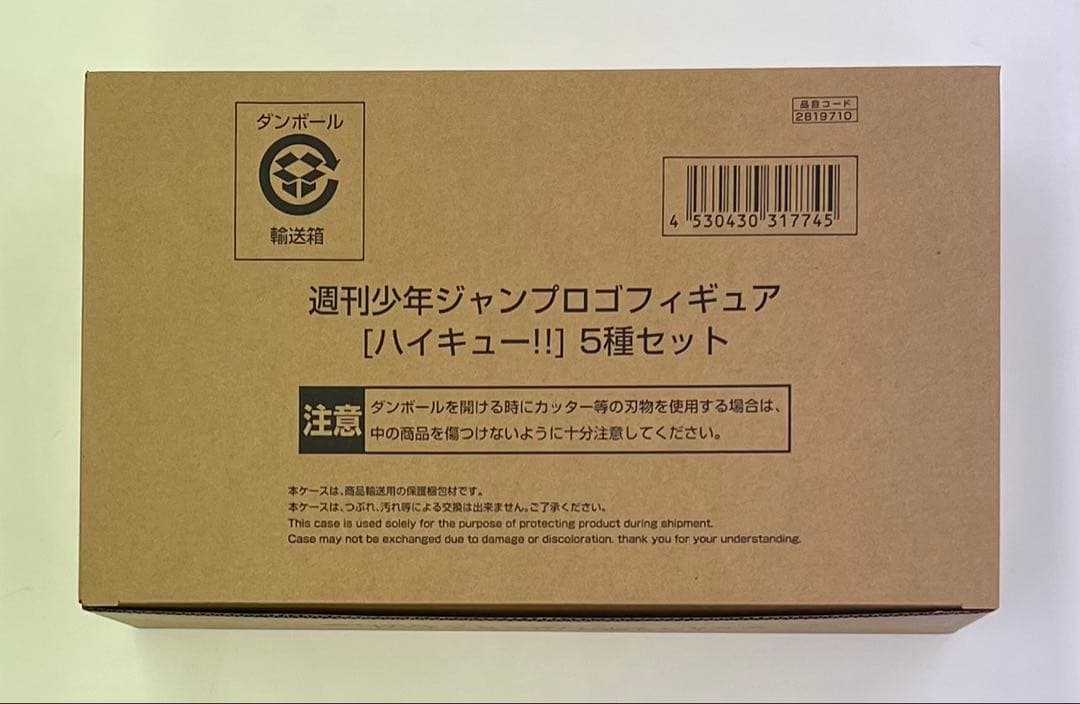 ダンボール
輸送箱
品目コード
2819710
4 530430 317745
週刊少年ジャンプロゴフィギュア
[ハイキュー!!] 5種セット
注意
ダンボールを開ける時にカッター等の刃物を使用する場合は、
中の商品を傷つけないように十分注意してください。
本ケースは、商品輸送用の保護梱包材です。
本ケースは、つぶれ、汚れ等による交換は出来ません。ご了承ください。
This case is used solely for the purpose of protecting product during shipment.
Case may not be exchanged due to damage or discoloration. thank you for your understanding.